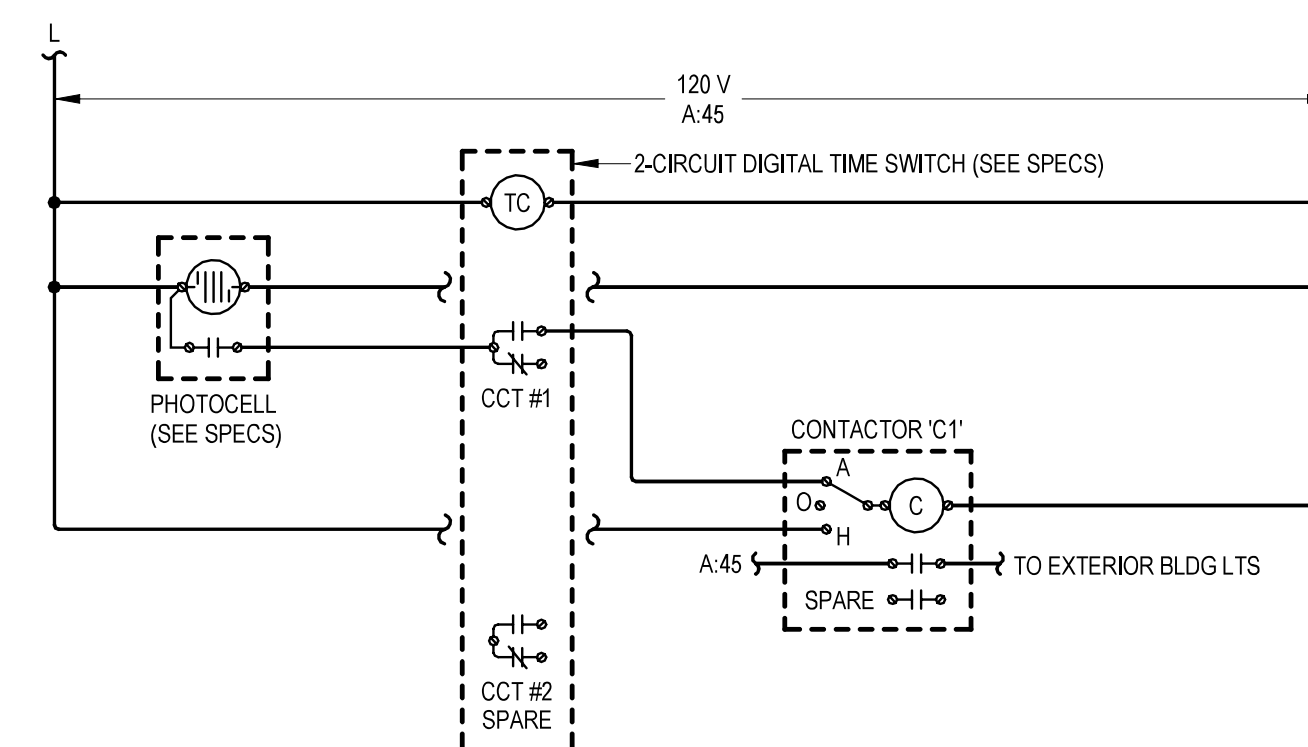 L
120 V
A:45
2-CIRCUIT DIGITAL TIME SWITCH (SEE SPECS)
TC
PHOTOCELL
(SEE SPECS)
CCT #1
CONTACTOR 'C1'
A
O
C
H
A:45
TO EXTERIOR BLDG LTS
SPARE
CCT #2
SPARE